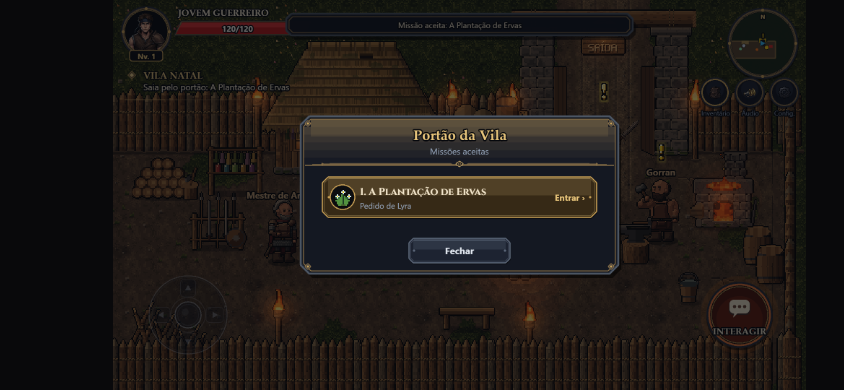 JOVEM GUERREIRO
120/120
Nv. 1
Missão aceita: A Plantação de Ervas
VILA NATAL
Saia pelo portão: A Plantação de Ervas
SAÍDA
N
Gorran
Mestre de Ar
Portão da Vila
Missões aceitas
1. A Plantação de Ervas
Pedido de Lyra
Entrar ›
Fechar
INTERAGIR